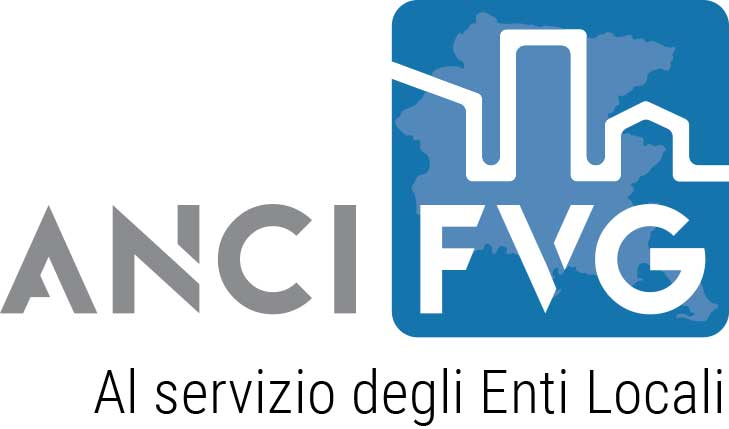 ANCI FVG
Al servizio degli Enti Locali